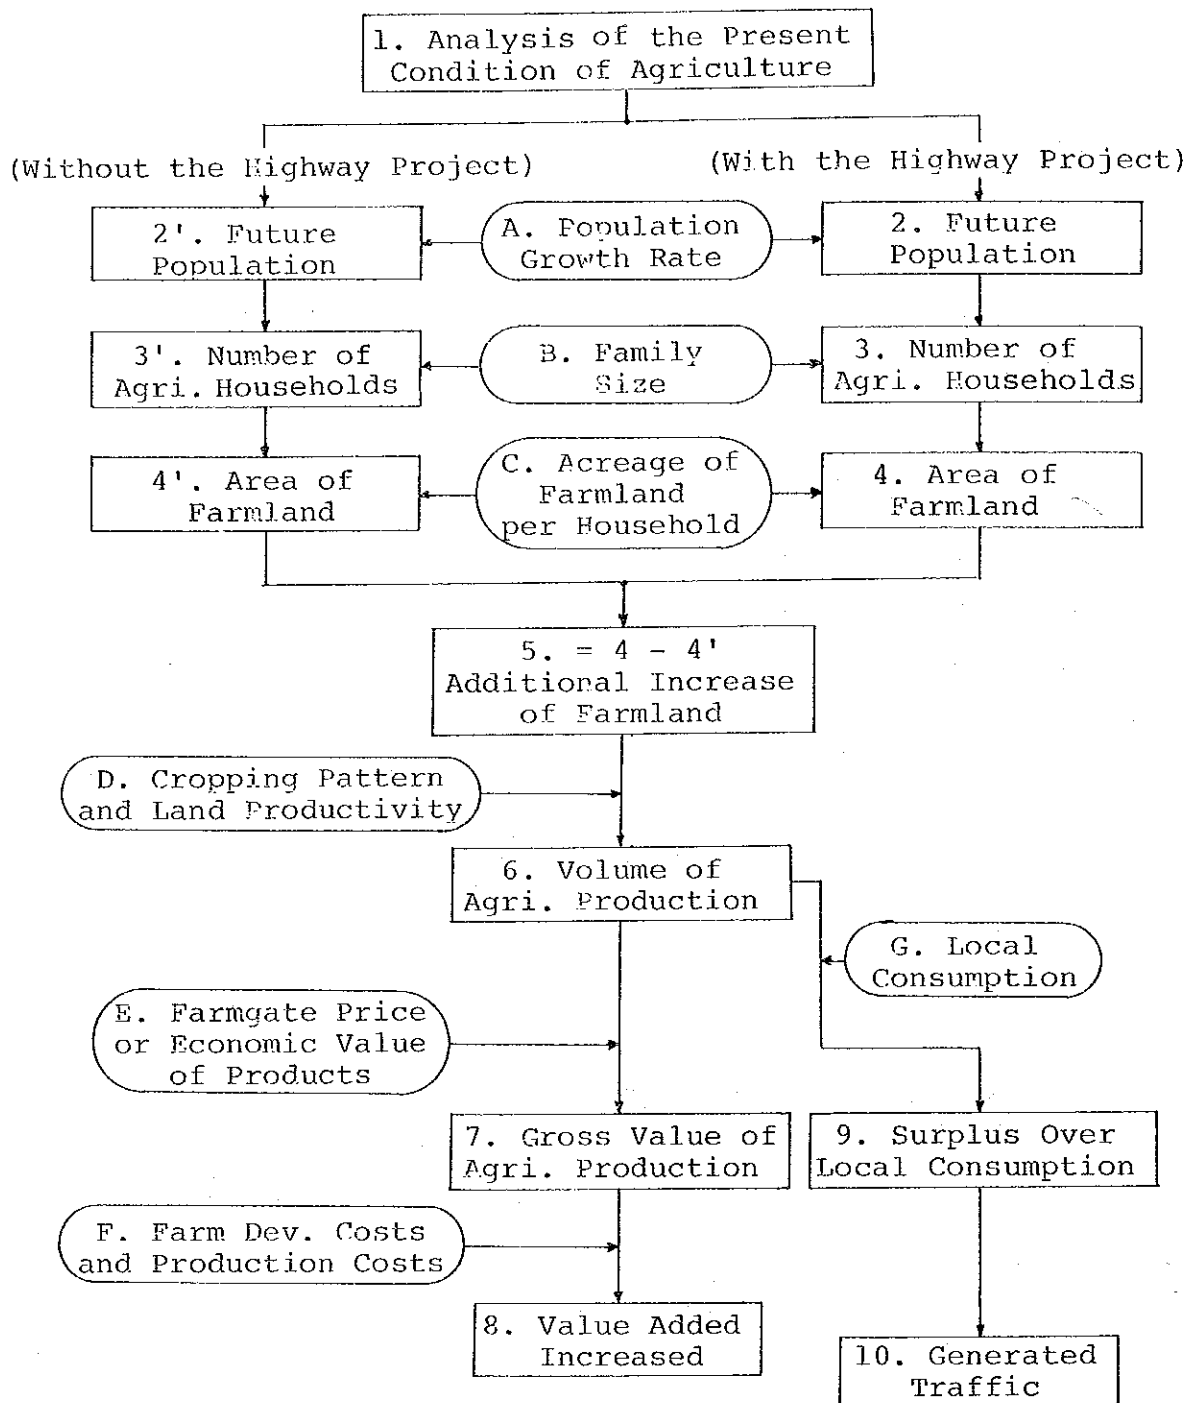 1. Analysis of the Present
Condition of Agriculture
(Without the Highway Project)
(With the Highway Project)
2'. Future
Population
A. Population
Growth Rate
2. Future
Population
3'. Number of
Agri. Households
B. Family
Size
3. Number of
Agri. Households
4'. Area of
Farmland
C. Acreage of
Farmland
per Household
4. Area of
Farmland
5. = 4 - 4'
Additional Increase
of Farmland
D. Cropping Pattern
and Land Productivity
6. Volume of
Agri. Production
G. Local
Consumption
E. Farmgate Price
or Economic Value
of Products
7. Gross Value of
Agri. Production
9. Surplus Over
Local Consumption
F. Farm Dev. Costs
and Production Costs
8. Value Added
Increased
10. Generated
Traffic